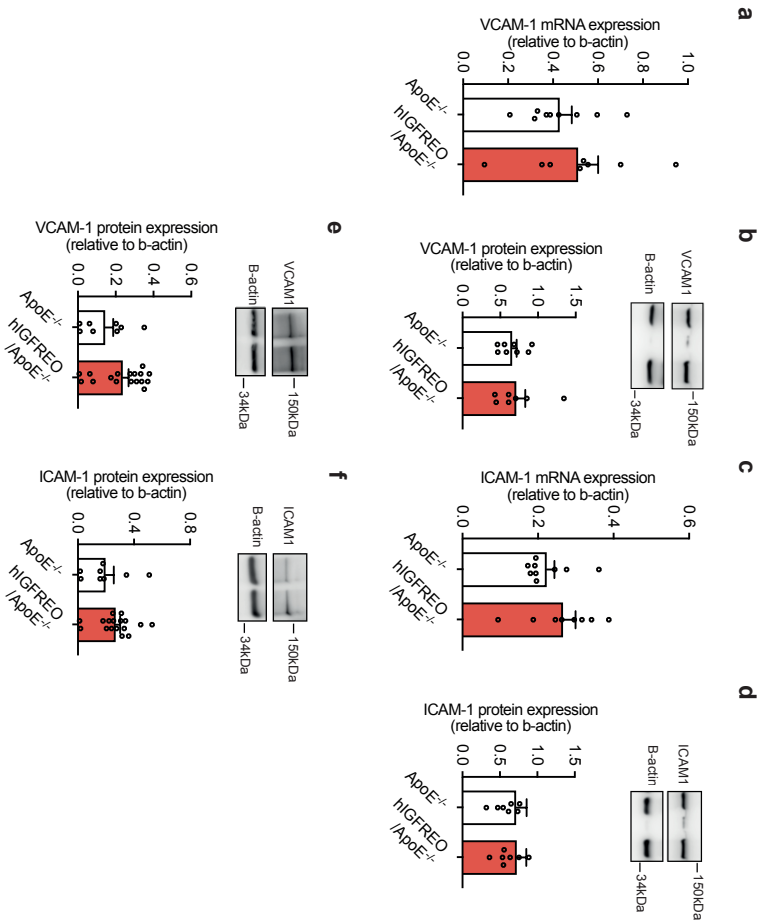 a
VCAM-1 mRNA expression
(relative to b-actin)
0.0
0.2
0.4
0.6
0.8
1.0
ApoE-/-
hIGFREO
/ApoE-/-
b
VCAM1
B-actin
–150kDa
–34kDa
VCAM-1 protein expression
(relative to b-actin)
0.0
0.5
1.0
1.5
ApoE-/-
hIGFREO
/ApoE-/-
c
ICAM-1 mRNA expression
(relative to b-actin)
0.0
0.2
0.4
0.6
ApoE-/-
hIGFREO
/ApoE-/-
d
ICAM1
B-actin
–150kDa
–34kDa
ICAM-1 protein expression
(relative to b-actin)
0.0
0.5
1.0
1.5
ApoE-/-
hIGFREO
/ApoE-/-
e
VCAM1
B-actin
–150kDa
–34kDa
VCAM-1 protein expression
(relative to b-actin)
0.0
0.2
0.4
0.6
ApoE-/-
hIGFREO
/ApoE-/-
f
ICAM1
B-actin
–150kDa
–34kDa
ICAM-1 protein expression
(relative to b-actin)
0.0
0.4
0.8
ApoE-/-
hIGFREO
/ApoE-/-